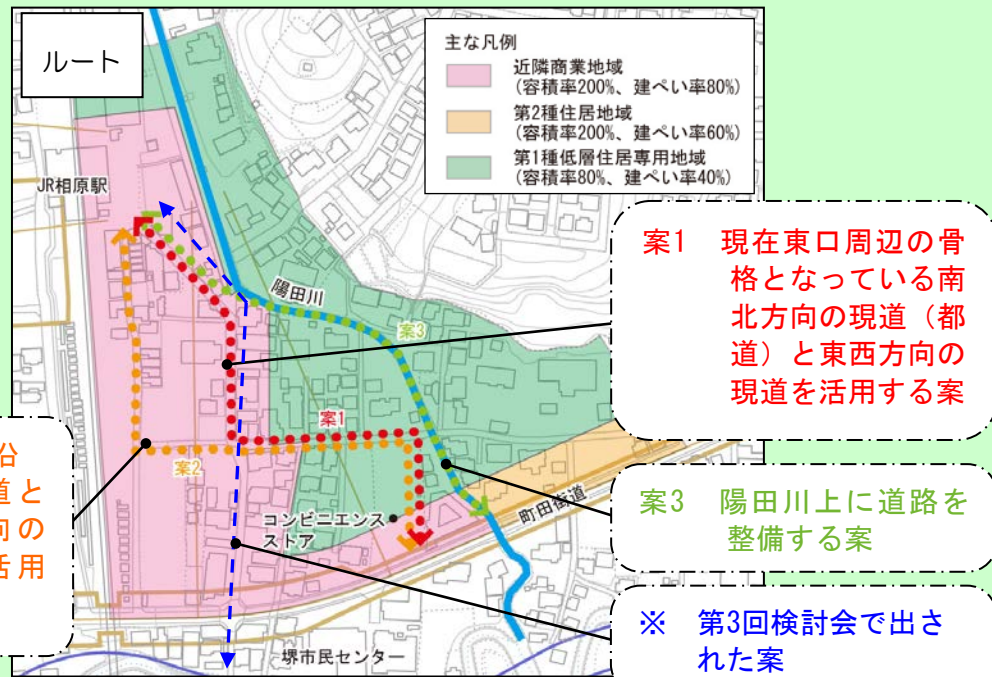 ルート
主な凡例
近隣商業地域
(容積率200%、建ぺい率80%)
第2種住居地域
(容積率200%、建ぺい率60%)
第1種低層住居専用地域
(容積率80%、建ぺい率40%)
JR相原駅
陽田川
案3
案1
案2
コンビニエンス
ストア
町田街道
堺市民センター
案1 現在東口周辺の骨
格となっている南
北方向の現道（都
道）と東西方向の
現道を活用する案
案3 陽田川上に道路を
整備する案
※ 第3回検討会で出さ
れた案
沿
道と
向の
活用